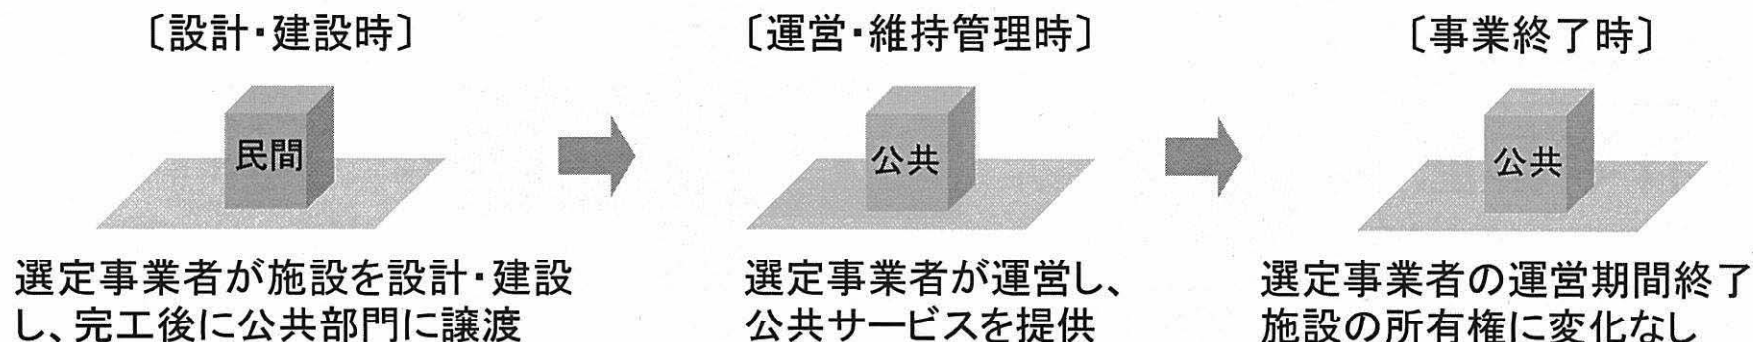 〔設計・建設時〕
〔運営・維持管理時〕
〔事業終了時〕
民間
公共
公共
選定事業者が施設を設計・建設
し、完工後に公共部門に譲渡
選定事業者が運営し、
公共サービスを提供
選定事業者の運営期間終了
施設の所有権に変化なし